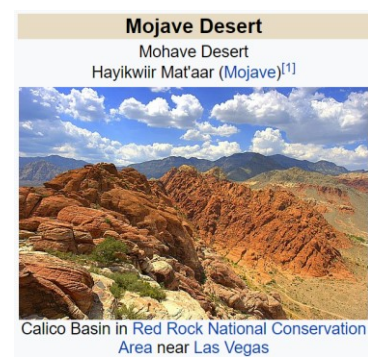 Mojave Desert
Mohave Desert
Hayikwiir Mat'aar (Mojave)[1]
Calico Basin in Red Rock National Conservation
Area near Las Vegas